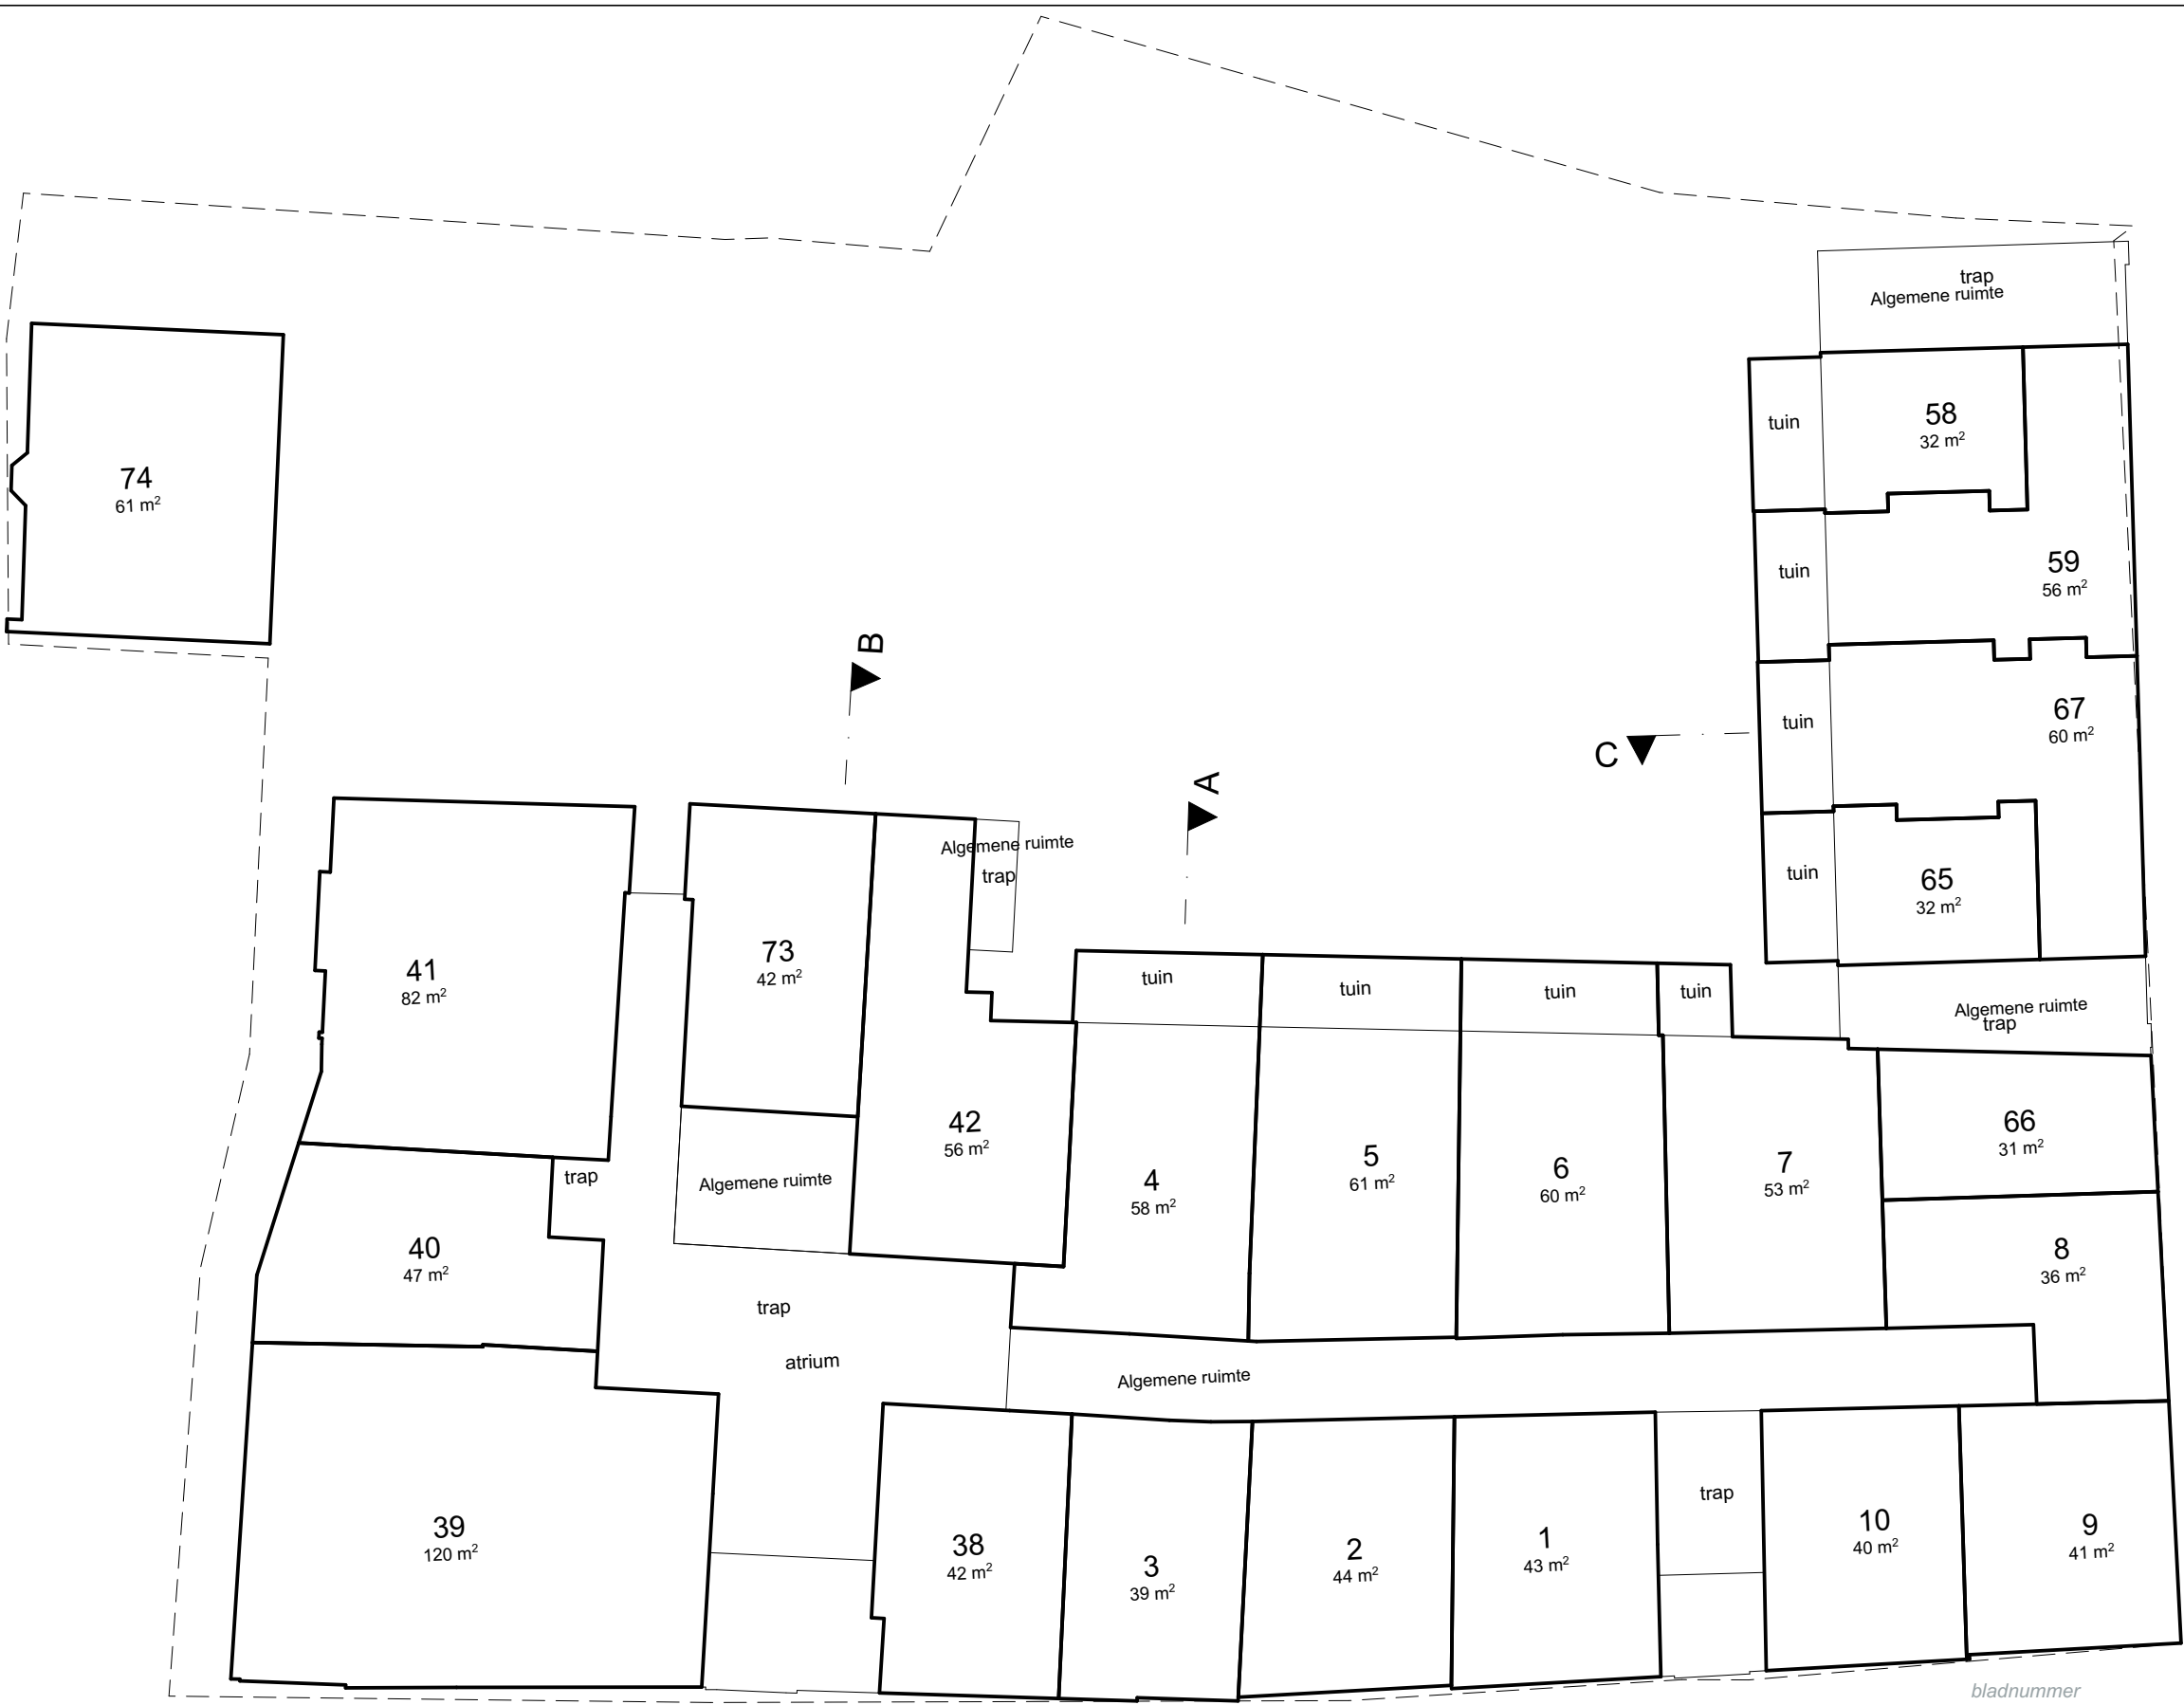 trap
Algemene ruimte
58
32 m²
tuin
74
61 m²
59
56 m²
tuin
B
67
60 m²
tuin
C
A
Algemene ruimte
trap
tuin
65
32 m²
73
42 m²
41
82 m²
tuin
tuin
tuin
tuin
Algemene ruimte
trap
42
56 m²
66
31 m²
5
61 m²
6
60 m²
7
53 m²
4
58 m²
trap
Algemene ruimte
40
47 m²
8
36 m²
trap
atrium
Algemene ruimte
trap
39
120 m²
38
42 m²
3
39 m²
2
44 m²
1
43 m²
10
40 m²
9
41 m²
bladnummer